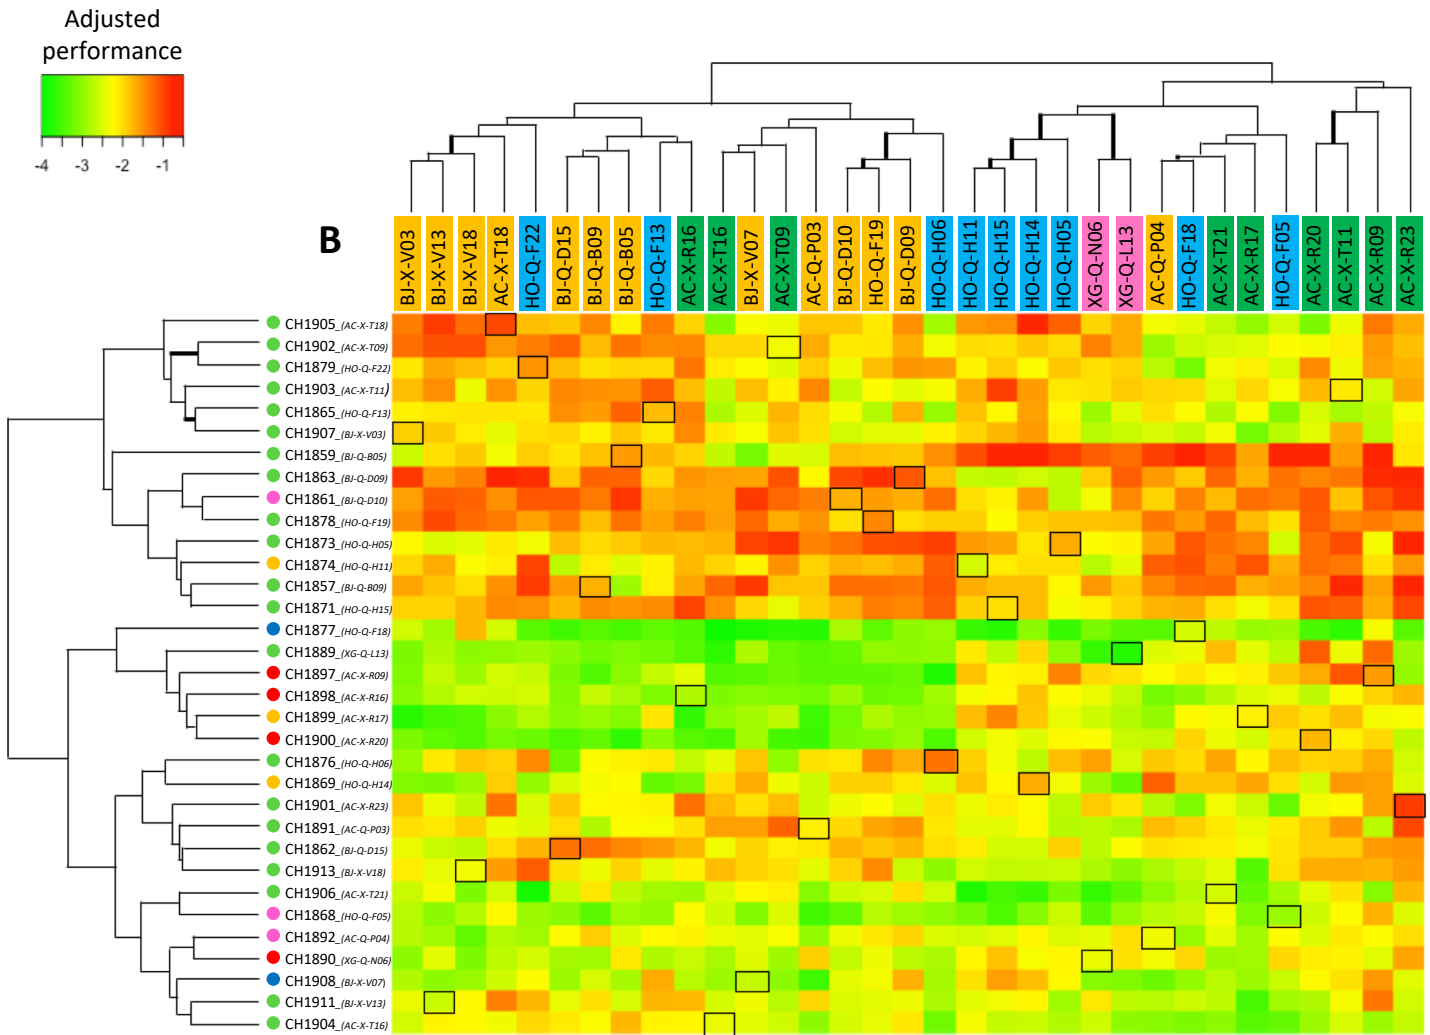 Adjusted
performance
-4 -3 -2 -1
B
BJ-X-V03
BJ-X-V13
BJ-X-V18
AC-X-T18
HO-Q-F22
BJ-Q-D15
BJ-Q-B09
BJ-Q-B05
HO-Q-F13
AC-X-R16
AC-X-T16
BJ-X-V07
AC-X-T09
AC-Q-P03
BJ-Q-D10
HO-Q-F19
BJ-Q-D09
HO-Q-H06
HO-Q-H11
HO-Q-H15
HO-Q-H14
HO-Q-H05
XG-Q-N06
XG-Q-L13
AC-Q-P04
HO-Q-F18
AC-X-T21
AC-X-R17
HO-Q-F05
AC-X-R20
AC-X-T11
AC-X-R09
AC-X-R23
CH1905_(AC-X-T18)
CH1902_(AC-X-T09)
CH1879_(HO-Q-F22)
CH1903_(AC-X-T11)
CH1865_(HO-Q-F13)
CH1907_(BJ-X-V03)
CH1859_(BJ-Q-B05)
CH1863_(BJ-Q-D09)
CH1861_(BJ-Q-D10)
CH1878_(HO-Q-F19)
CH1873_(HO-Q-H05)
CH1874_(HO-Q-H11)
CH1857_(BJ-Q-B09)
CH1871_(HO-Q-H15)
CH1877_(HO-Q-F18)
CH1889_(XG-Q-L13)
CH1897_(AC-X-R09)
CH1898_(AC-X-R16)
CH1899_(AC-X-R17)
CH1900_(AC-X-R20)
CH1876_(HO-Q-H06)
CH1869_(HO-Q-H14)
CH1901_(AC-X-R23)
CH1891_(AC-Q-P03)
CH1862_(BJ-Q-D15)
CH1913_(BJ-X-V18)
CH1906_(AC-X-T21)
CH1868_(HO-Q-F05)
CH1892_(AC-Q-P04)
CH1890_(XG-Q-N06)
CH1908_(BJ-X-V07)
CH1911_(BJ-X-V13)
CH1904_(AC-X-T16)